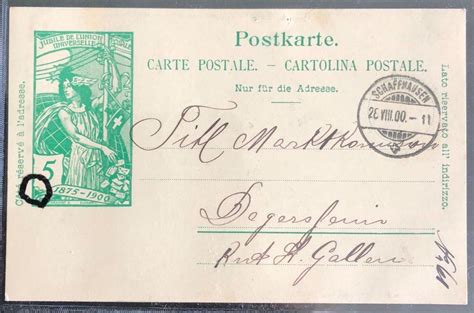 JUBILÉ DE L'UNION
UNIVERSELLE POSTALE
5
1875-1900
Côté réservé à l'adresse.
Postkarte.
CARTE POSTALE. – CARTOLINA POSTALE.
Nur für die Adresse.
Lato riservato all' indirizzo.
SCHAFFHAUSEN
26.VIII.00.-11
Titl Marktkommission
Degersheim
Knt St. Gallen